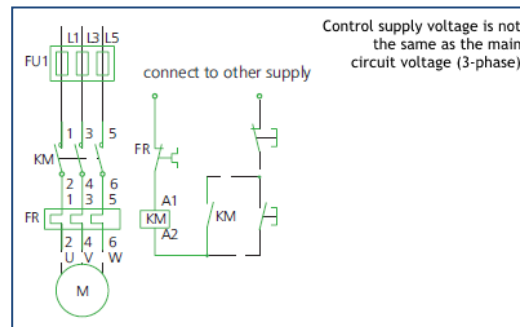 Control supply voltage is not
the same as the main
circuit voltage (3-phase)
L1 L3 L5
FU1
connect to other supply
1 3 5
KM
FR
2 4 6
1 3 5
FR
A1
KM
A2
KM
2 4 6
U V W
M